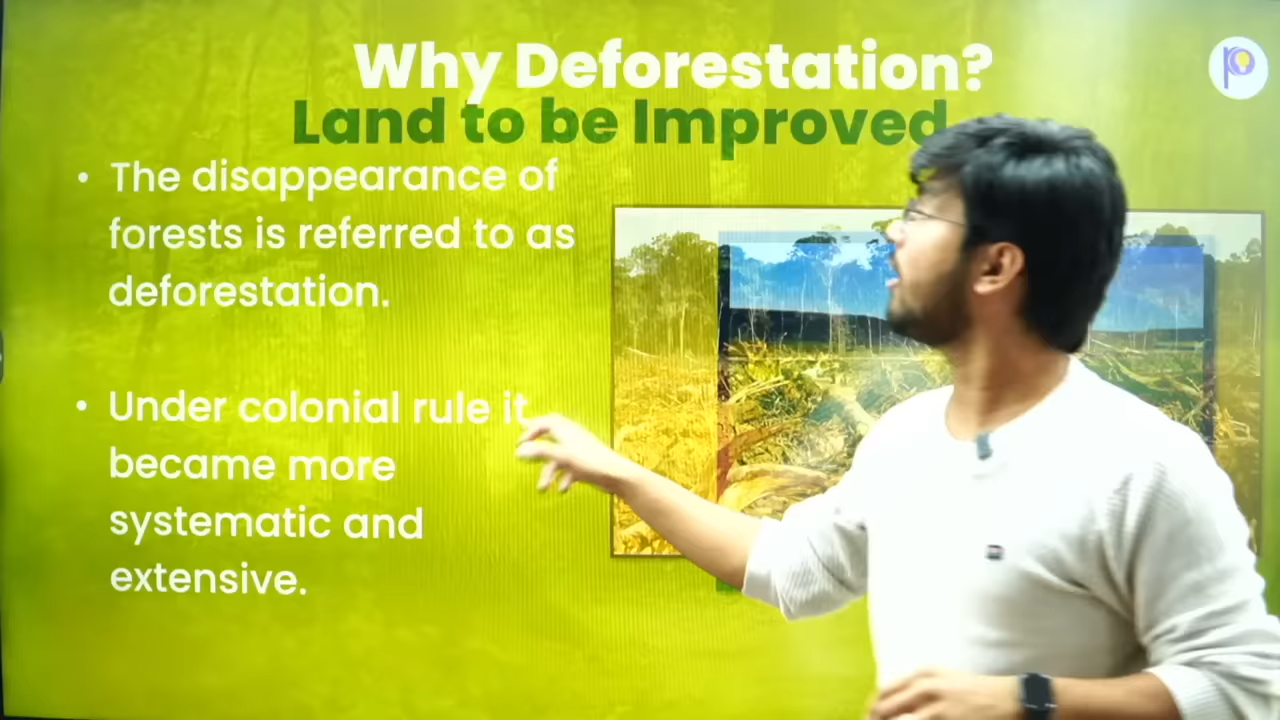 Why Deforestation?
Land to be Improved
• The disappearance of
forests is referred to as
deforestation.
• Under colonial rule it
became more
systematic and
extensive.